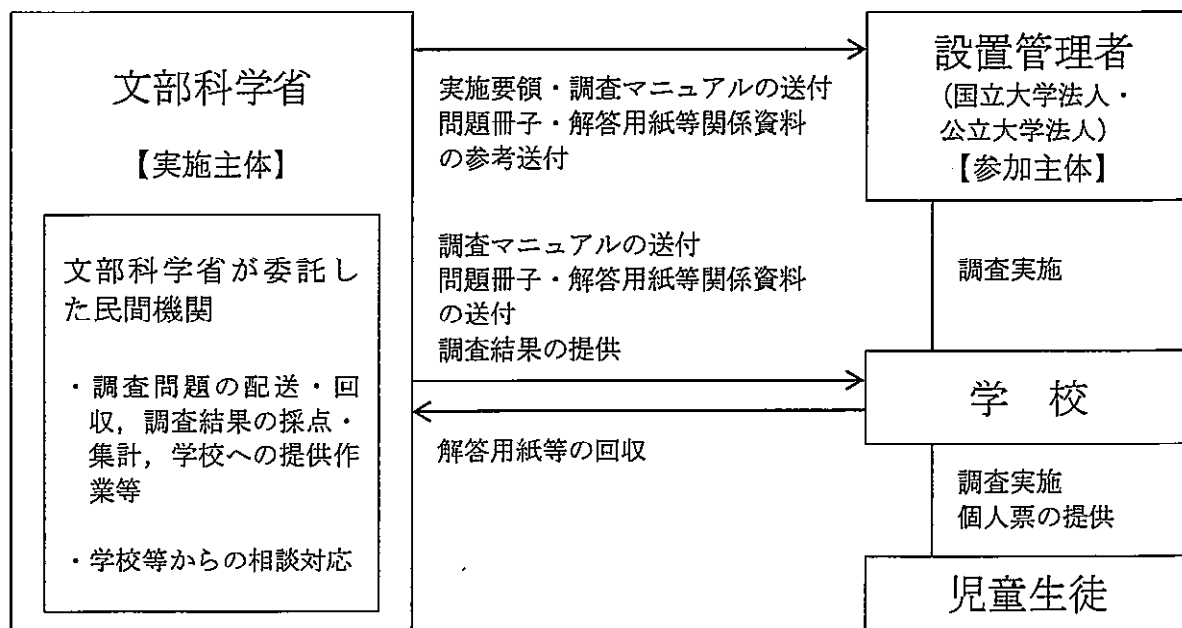 文部科学省
【実施主体】
文部科学省が委託し
た民間機関
・調査問題の配送・回
収，調査結果の採点・
集計，学校への提供作
業等
・学校等からの相談対応
実施要領・調査マニュアルの送付
問題冊子・解答用紙等関係資料
の参考送付
調査マニュアルの送付
問題冊子・解答用紙等関係資料
の送付
調査結果の提供
解答用紙等の回収
設置管理者
(国立大学法人・
公立大学法人)
【参加主体】
調査実施
学　校
調査実施
個人票の提供
児童生徒